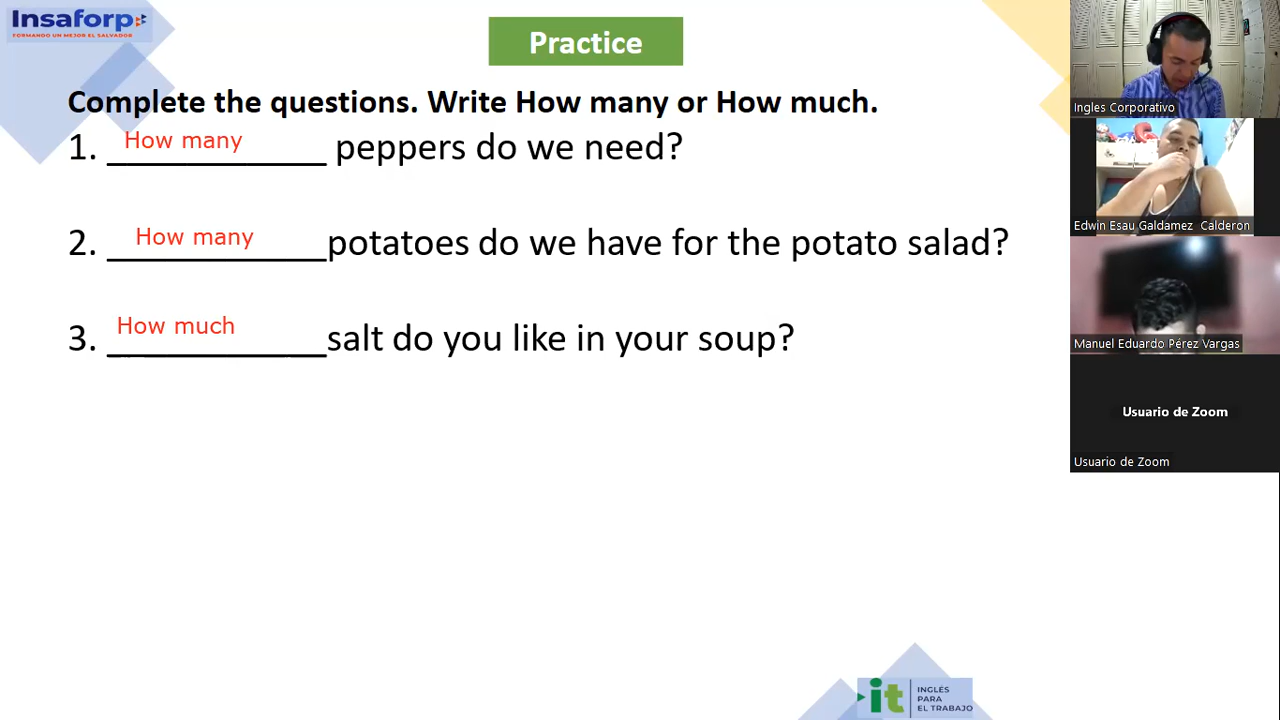 Insaforp
FORMANDO UN MEJOR EL SALVADOR
Practice
Complete the questions. Write How many or How much.
1. How many peppers do we need?
2. How many potatoes do we have for the potato salad?
3. How much salt do you like in your soup?
it INGLÉS
PARA
EL TRABAJO
Ingles Corporativo
Edwin Esau Galdamez Calderon
Manuel Eduardo Pérez Vargas
Usuario de Zoom
Usuario de Zoom